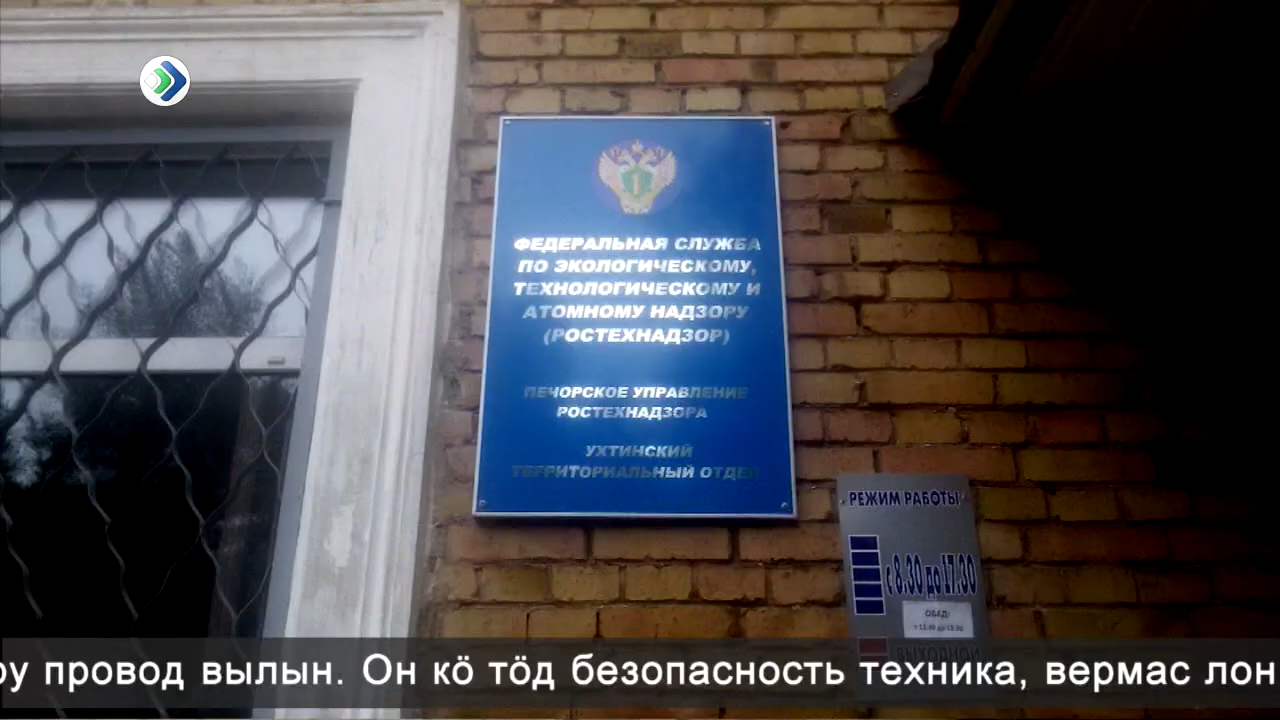 ФЕДЕРАЛЬНАЯ СЛУЖБА
ПО ЭКОЛОГИЧЕСКОМУ,
ТЕХНОЛОГИЧЕСКОМУ И
АТОМНОМУ НАДЗОРУ
(РОСТЕХНАДЗОР)
ПЕЧОРСКОЕ УПРАВЛЕНИЕ
РОСТЕХНАДЗОРА
УХТИНСКИЙ
ТЕРРИТОРИАЛЬНЫЙ ОТДЕЛ
РЕЖИМ РАБОТЫ
с 8.30 до 17.30
ОБЕД:
ВЫХОДНОЙ
ру провод вылын. Он кӧ тӧд безопасность техника, вермас лон